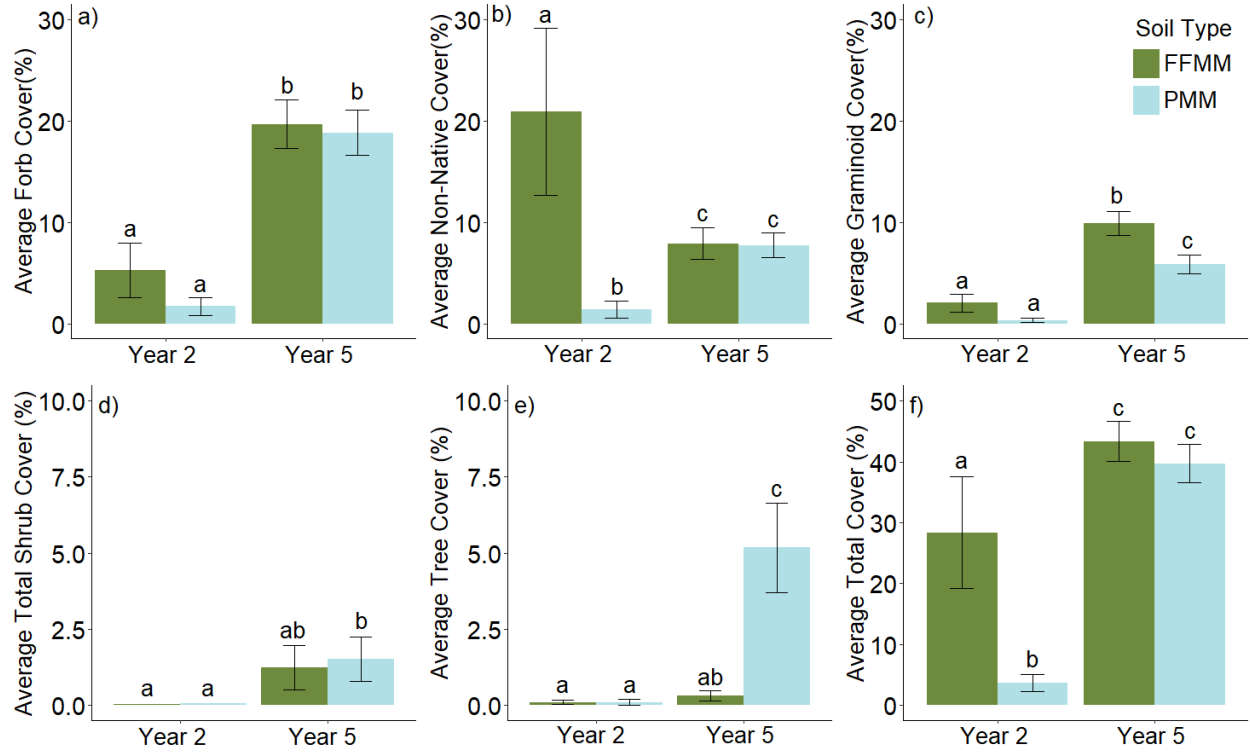 a)
Average Forb Cover(%)
30
20
10
0
a
a
b
b
Year 2
Year 5
b)
Average Non-Native Cover(%)
30
20
10
0
a
b
c
c
Year 2
Year 5
c)
Average Graminoid Cover(%)
30
20
10
0
a
a
b
c
Year 2
Year 5
Soil Type
FFMM
PMM
d)
Average Total Shrub Cover (%)
10.0
7.5
5.0
2.5
0.0
a
a
ab
b
Year 2
Year 5
e)
Average Tree Cover (%)
10.0
7.5
5.0
2.5
0.0
a
a
ab
c
Year 2
Year 5
f)
Average Total Cover (%)
50
40
30
20
10
0
a
b
c
c
Year 2
Year 5